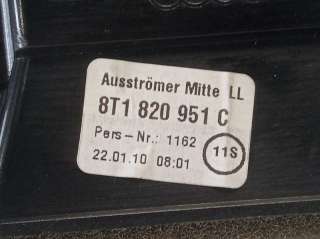 Ausströmer Mitte LL
8T1 820 951 C
Pers-Nr.: 1162
22.01.10 08:01
11S